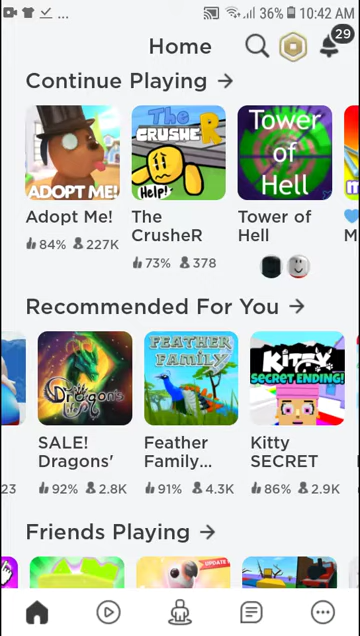 ... 36% 10:42 AM
Home 29
Continue Playing →
ADOPT ME!
The CRUSHER
Help!
Tower of Hell
Adopt Me!
84% 227K
The CrusheR
73% 378
Tower of Hell
Recommended For You →
Dragons life
FEATHER FAMILY
KITTY
SECRET ENDING!
23
SALE! Dragons'
92% 2.8K
Feather Family...
91% 4.3K
Kitty SECRET
86% 2.9K
Friends Playing →
UPDATE